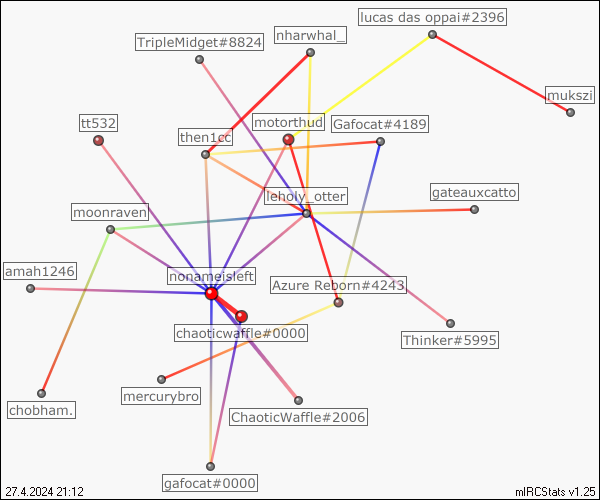 lucas das oppai#2396
nharwhal_
TripleMidget#8824
mukszi
tt532
motorthud
Gafocat#4189
then1cc
leholy_otter
gateauxcatto
moonraven
amah1246
nonameisleft
Azure Reborn#4243
chaoticwaffle#0000
Thinker#5995
mercurybro
chobham.
ChaoticWaffle#2006
gafocat#0000
27.4.2024 21:12
mIRCStats v1.25